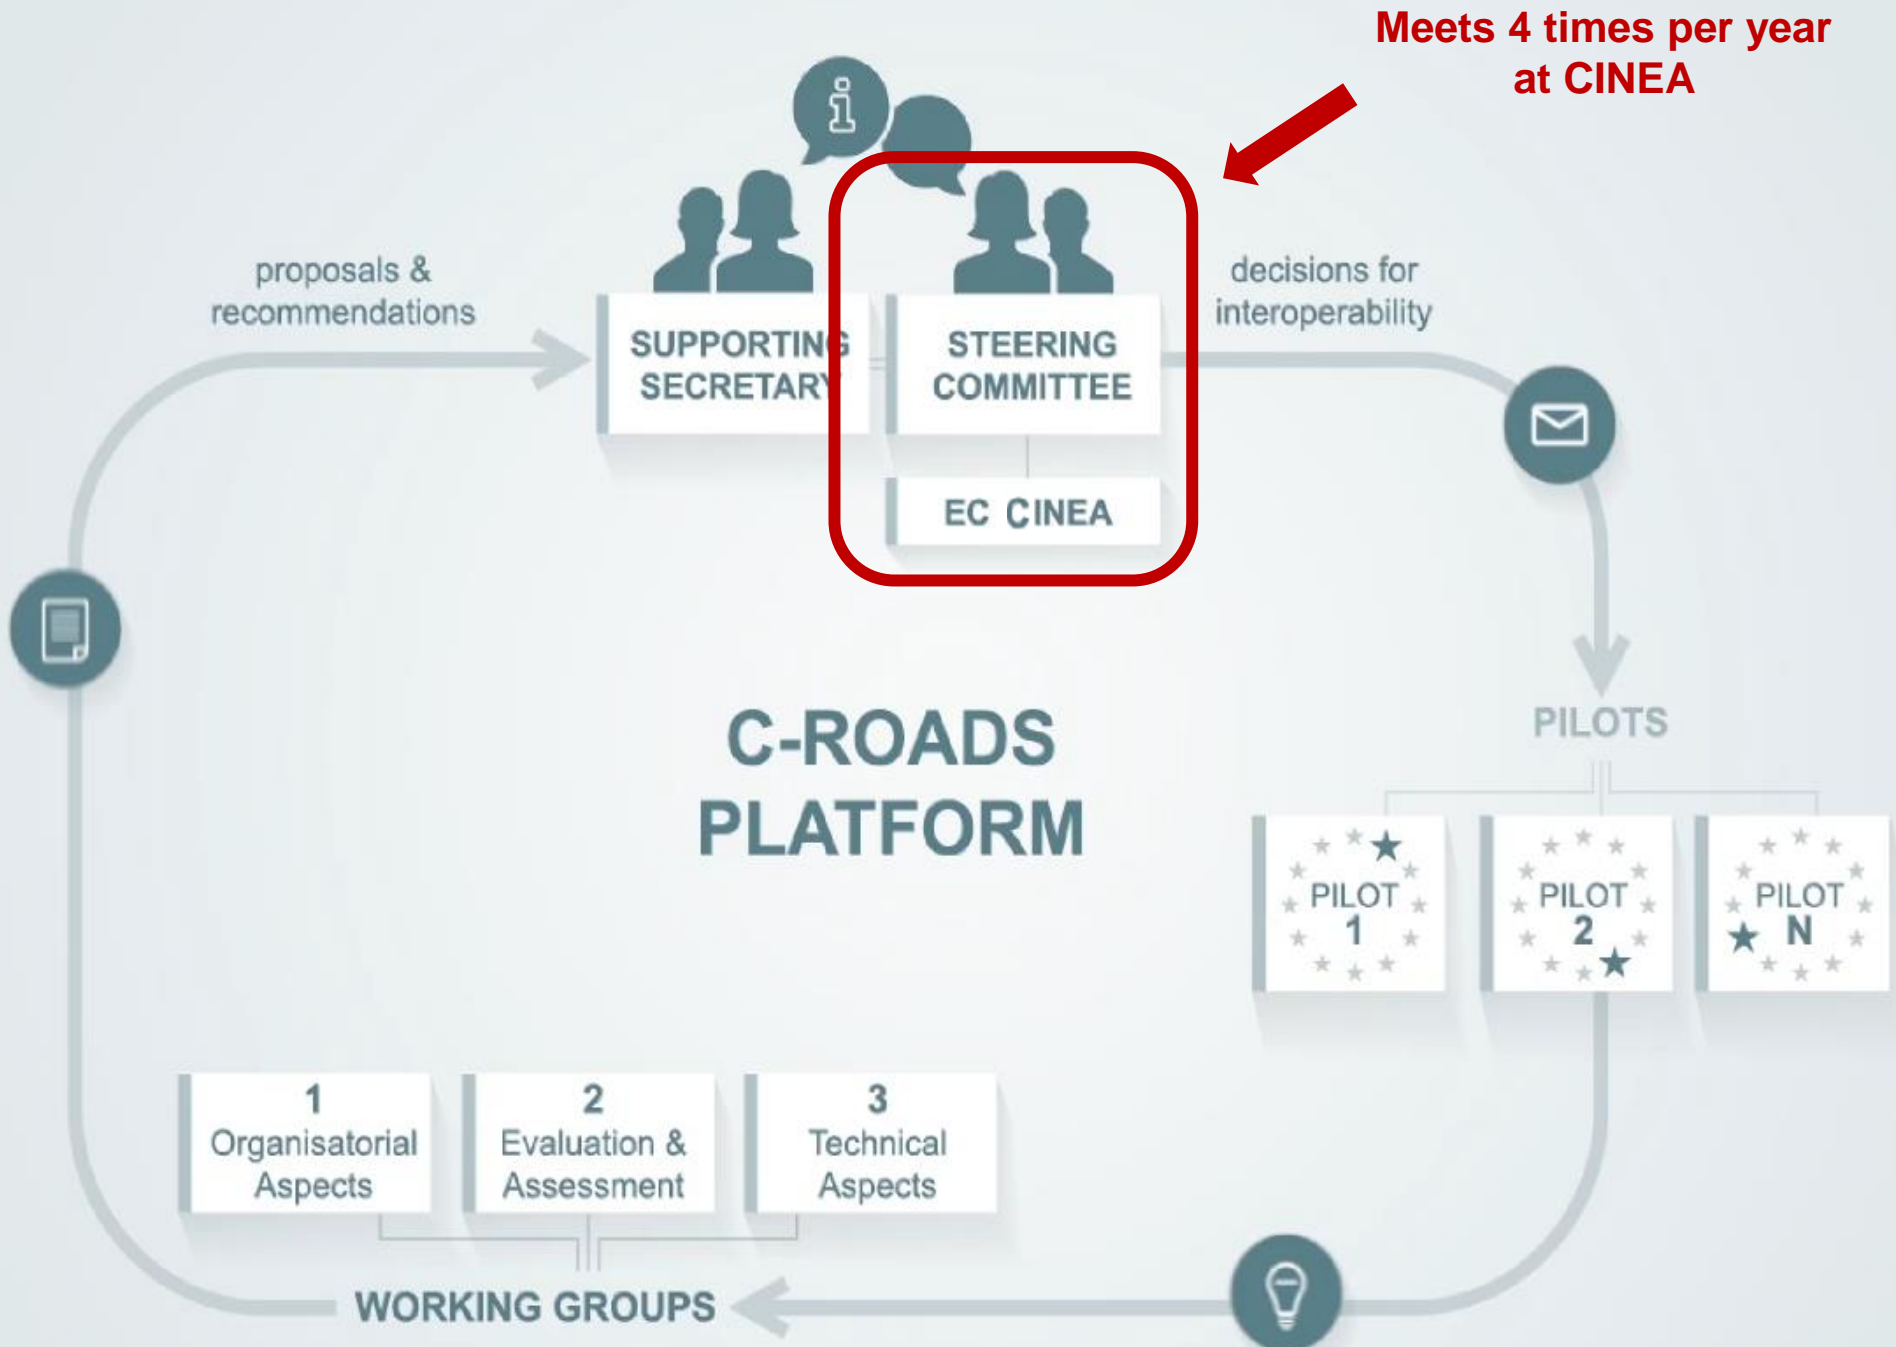 Meets 4 times per year
at CINEA
i
proposals &
recommendations
decisions for
interoperability
SUPPORTING
SECRETARY
STEERING
COMMITTEE
EC CINEA
C-ROADS
PLATFORM
PILOTS
PILOT
1
PILOT
2
PILOT
N
1
Organisatorial
Aspects
2
Evaluation &
Assessment
3
Technical
Aspects
WORKING GROUPS